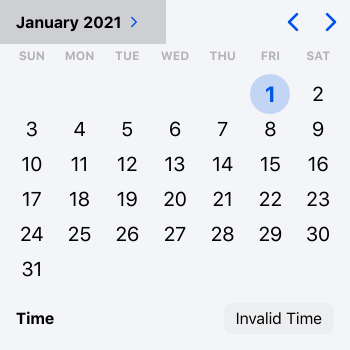 January 2021
SUN MON TUE WED THU FRI SAT
1 2
3 4 5 6 7 8 9
10 11 12 13 14 15 16
17 18 19 20 21 22 23
24 25 26 27 28 29 30
31
Time Invalid Time